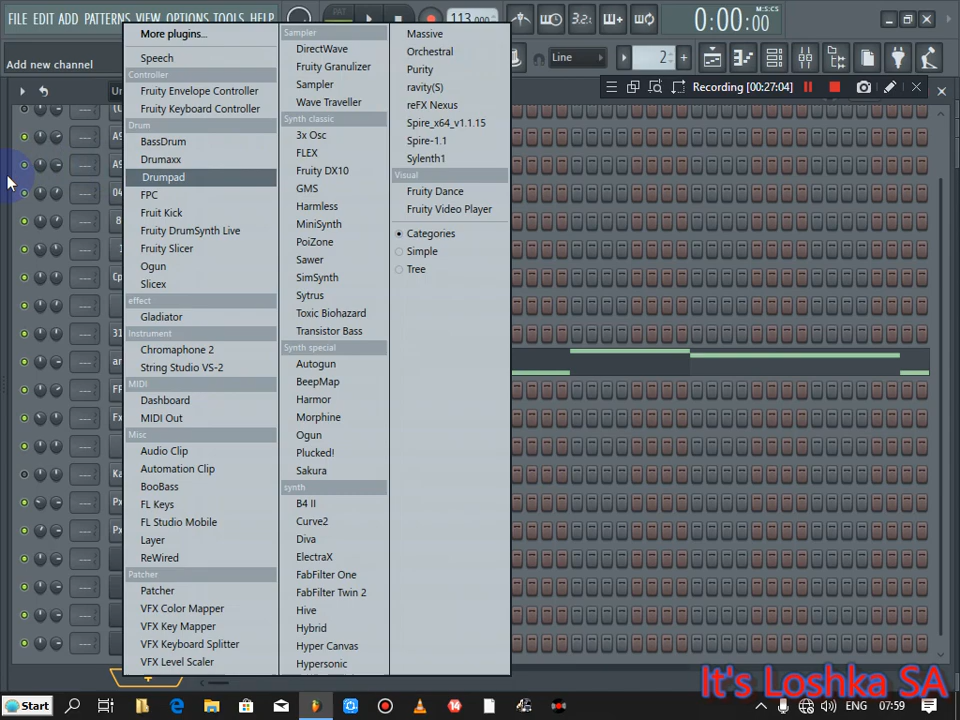 FILE EDIT PATTERNS VIEW OPTIONS TOOLS HELP
PAT
113.000
3.2
0:00:00
M:S:CS
Add new channel
Line
2
Recording [00:27:04]
More plugins...
Speech
Controller
Fruity Envelope Controller
Fruity Keyboard Controller
Drum
BassDrum
Drumaxx
Drumpad
FPC
Fruit Kick
Fruity DrumSynth Live
Fruity Slicer
Ogun
Slicex
effect
Gladiator
Instrument
Chromaphone 2
String Studio VS-2
MIDI
Dashboard
MIDI Out
Misc
Audio Clip
Automation Clip
BooBass
FL Keys
FL Studio Mobile
Layer
ReWired
Patcher
Patcher
VFX Color Mapper
VFX Key Mapper
VFX Keyboard Splitter
VFX Level Scaler
Sampler
DirectWave
Fruity Granulizer
Sampler
Wave Traveller
Synth classic
3x Osc
FLEX
Fruity DX10
GMS
Harmless
MiniSynth
PoiZone
Sawer
SimSynth
Sytrus
Toxic Biohazard
Transistor Bass
Synth special
Autogun
BeepMap
Harmor
Morphine
Ogun
Plucked!
Sakura
synth
B4 II
Curve2
Diva
ElectraX
FabFilter One
FabFilter Twin 2
Hive
Hybrid
Hyper Canvas
Hypersonic
Massive
Orchestral
Purity
ravity(S)
reFX Nexus
Spire_x64_v1.1.15
Spire-1.1
Sylenth1
Visual
Fruity Dance
Fruity Video Player
Categories
Simple
Tree
It's Loshka SA
Start
14
ENG
07:59